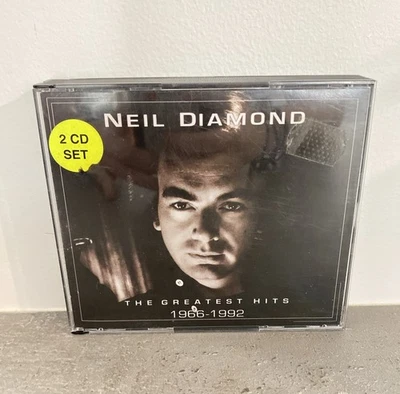 NEIL DIAMOND
2 CD
SET
THE GREATEST HITS
1966-1992